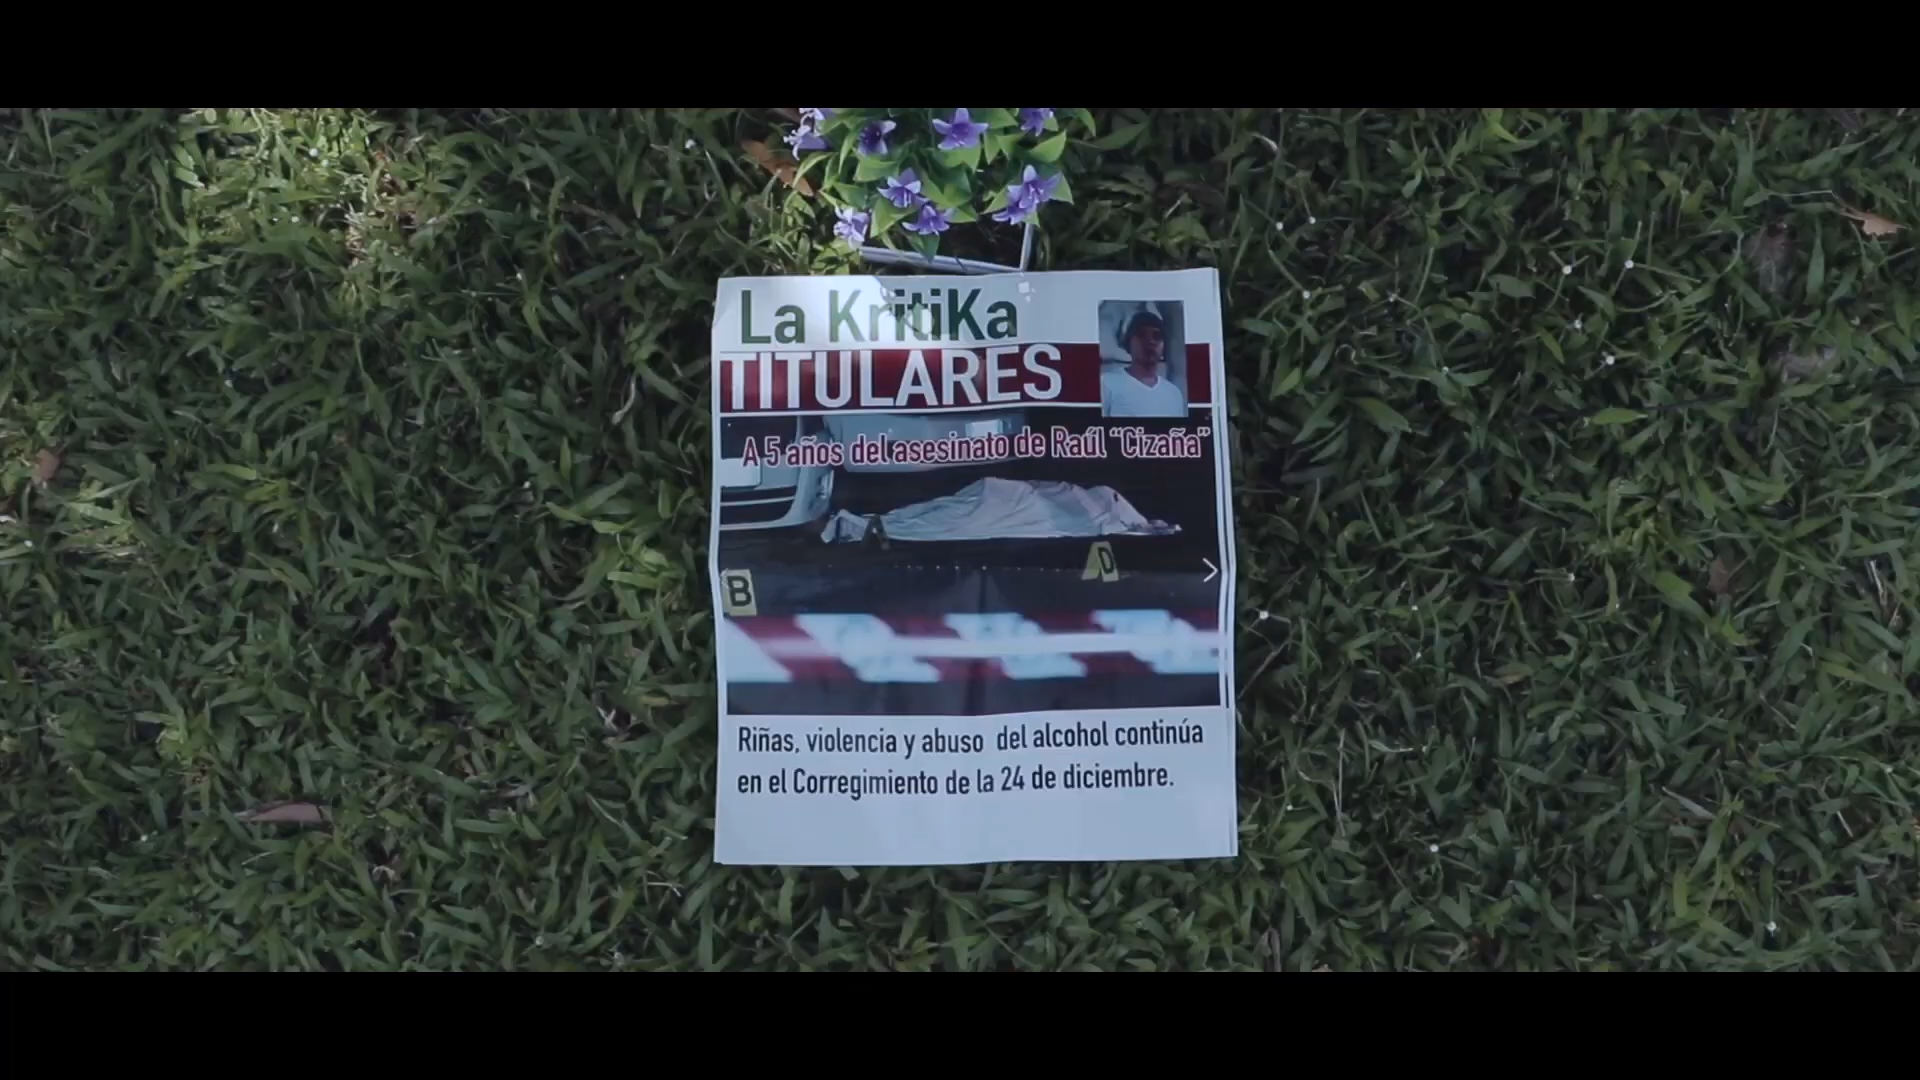 La KritiKa
TITULARES
A 5 años del asesinato de Raúl “Cizaña”
A
D
B
Riñas, violencia y abuso del alcohol continúa
en el Corregimiento de la 24 de diciembre.